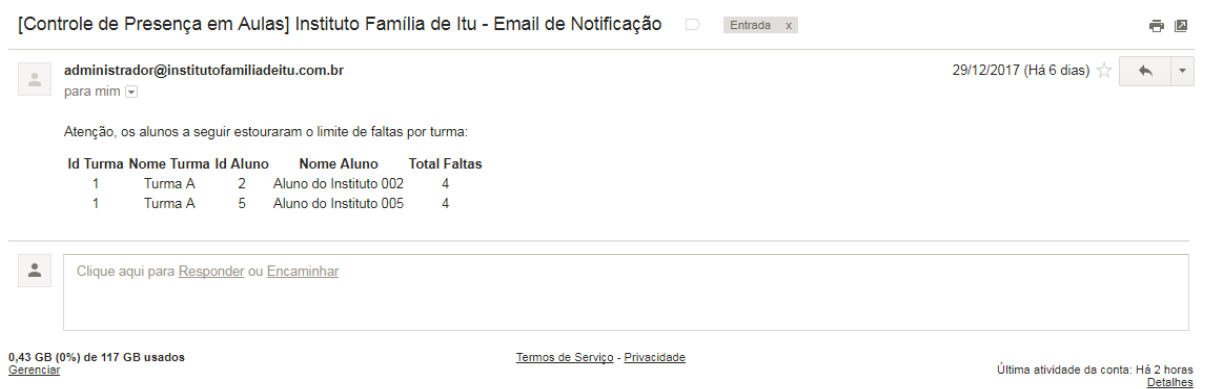 [Controle de Presença em Aulas] Instituto Família de Itu - Email de Notificação Entrada x
administrador@institutofamiliadeitu.com.br 29/12/2017 (Há 6 dias)
para mim
Atenção, os alunos a seguir estouraram o limite de faltas por turma:
Id Turma Nome Turma Id Aluno Nome Aluno Total Faltas
1 Turma A 2 Aluno do Instituto 002 4
1 Turma A 5 Aluno do Instituto 005 4
Clique aqui para Responder ou Encaminhar
0,43 GB (0%) de 117 GB usados
Gerenciar
Termos de Serviço - Privacidade
Última atividade da conta: Há 2 horas
Detalhes